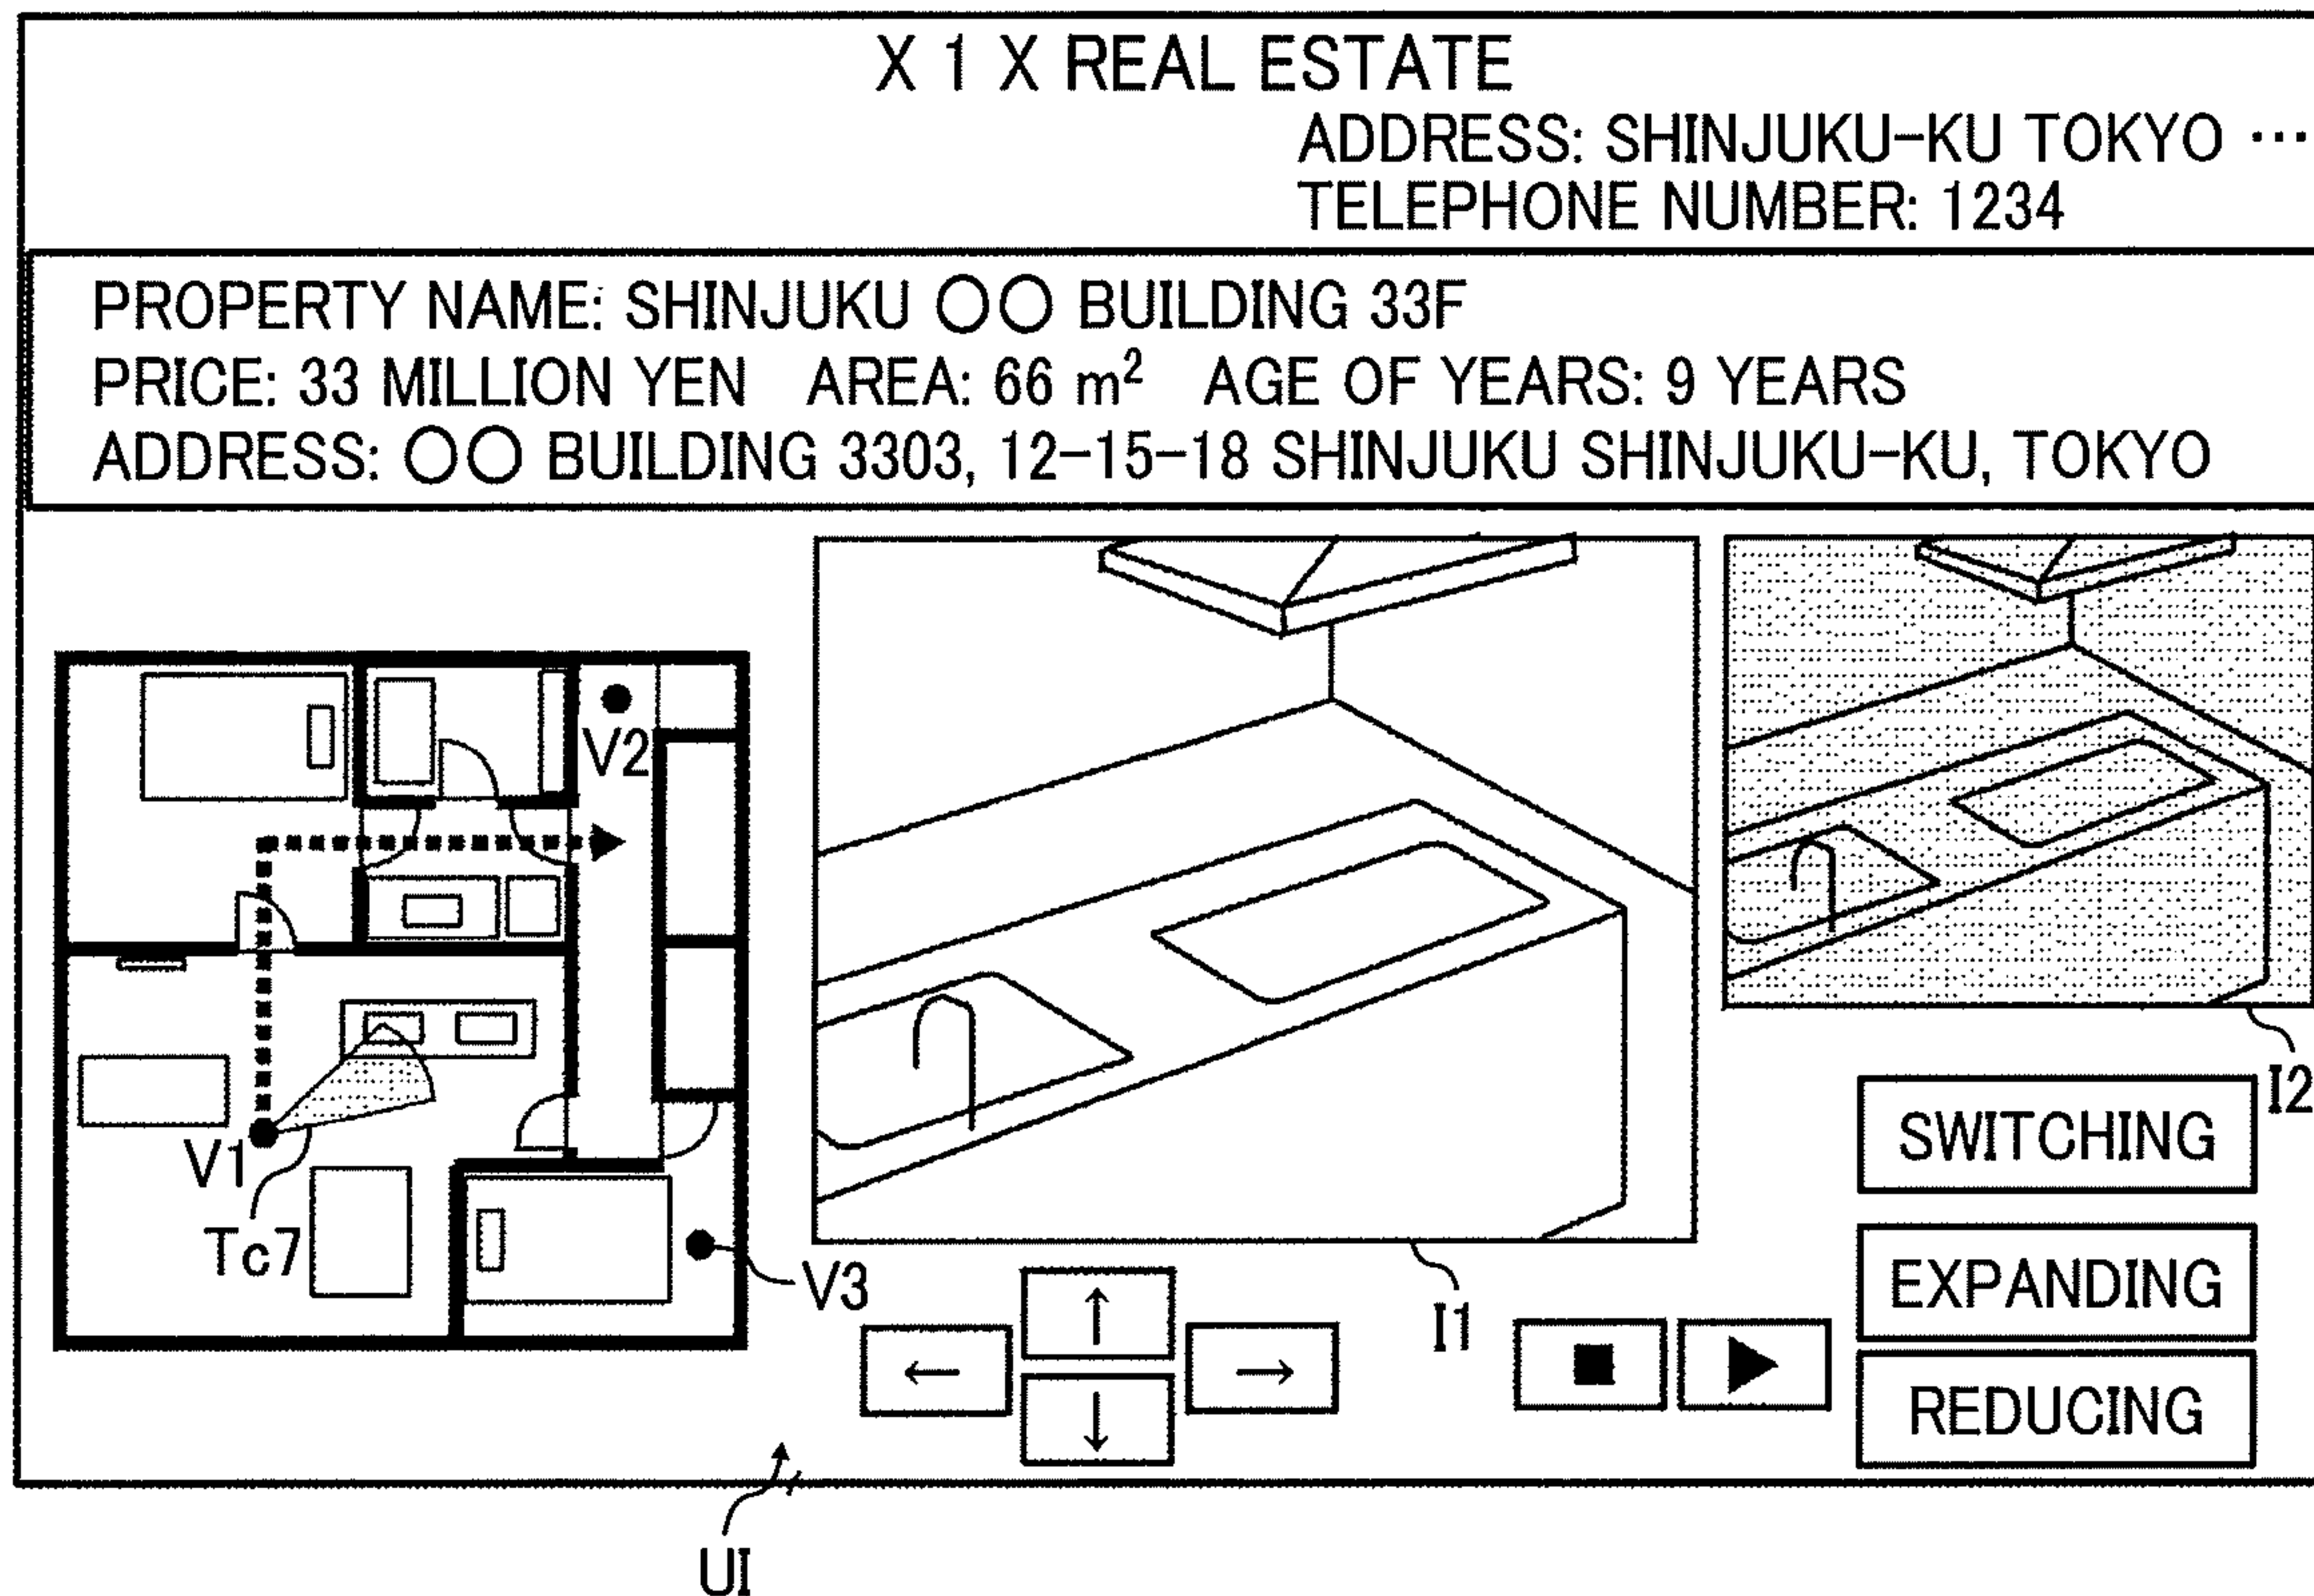 X 1 X REAL ESTATE
ADDRESS: SHINJUKU-KU TOKYO ···
TELEPHONE NUMBER: 1234
PROPERTY NAME: SHINJUKU ○○ BUILDING 33F
PRICE: 33 MILLION YEN AREA: 66 m² AGE OF YEARS: 9 YEARS
ADDRESS: ○○ BUILDING 3303, 12-15-18 SHINJUKU SHINJUKU-KU, TOKYO
V2
V1
Tc7
V3
I1
I2
SWITCHING
EXPANDING
REDUCING
↑
← →
↓
■ ▶
UI